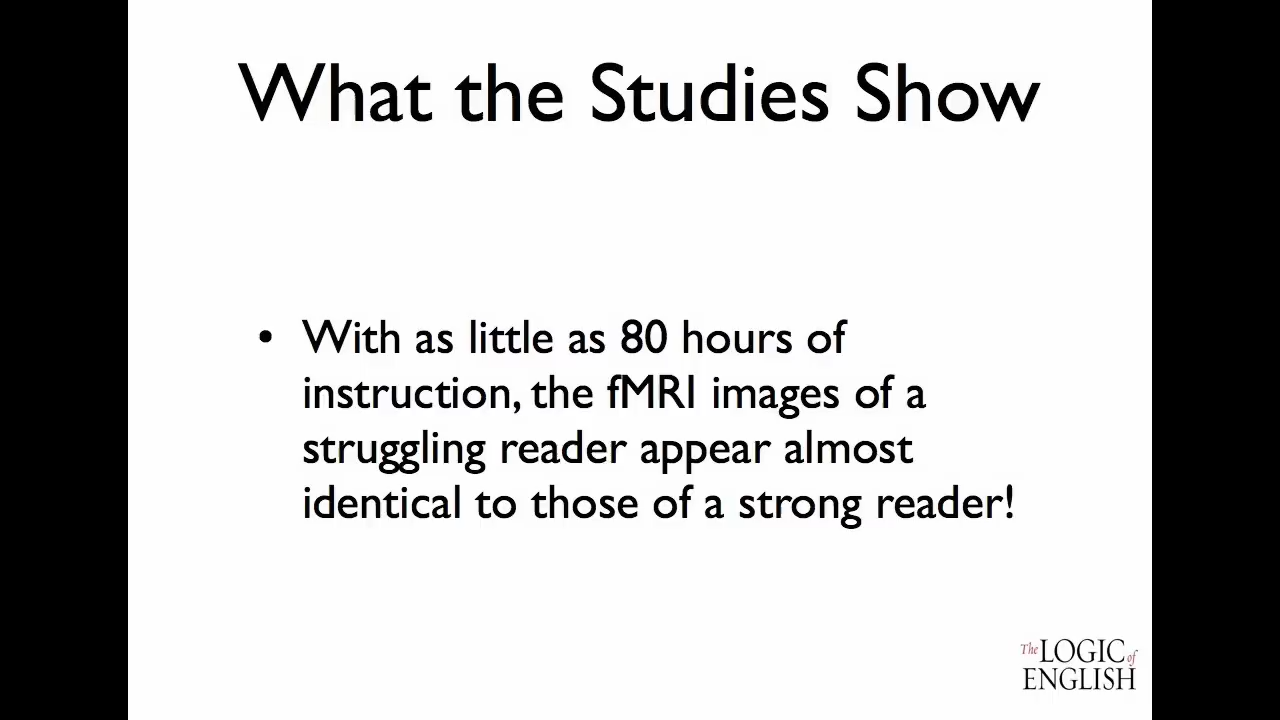 What the Studies Show
• With as little as 80 hours of
instruction, the fMRI images of a
struggling reader appear almost
identical to those of a strong reader!
The LOGIC of
ENGLISH